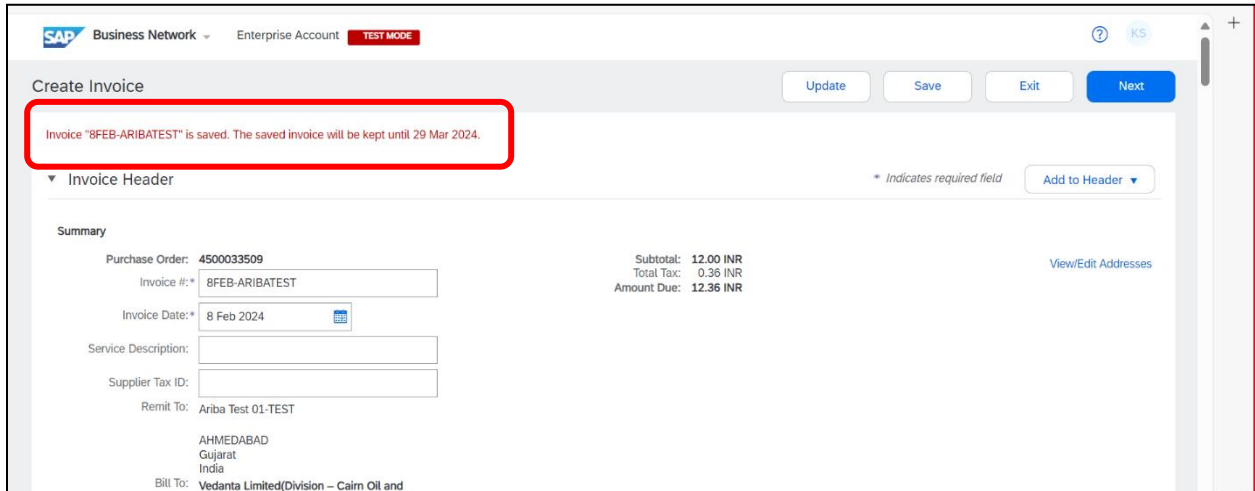 SAP Business Network Enterprise Account TEST MODE ? KS +
Create Invoice Update Save Exit Next
Invoice "8FEB-ARIBATEST" is saved. The saved invoice will be kept until 29 Mar 2024.
Invoice Header * Indicates required field Add to Header
Summary
Purchase Order: 4500033509 Subtotal: 12.00 INR View/Edit Addresses
Total Tax: 0.36 INR
Invoice #:* 8FEB-ARIBATEST
Amount Due: 12.36 INR
Invoice Date:* 8 Feb 2024
Service Description:
Supplier Tax ID:
Remit To: Ariba Test 01-TEST
AHMEDABAD
Gujarat
India
Bill To: Vedanta Limited(Division – Cairn Oil and